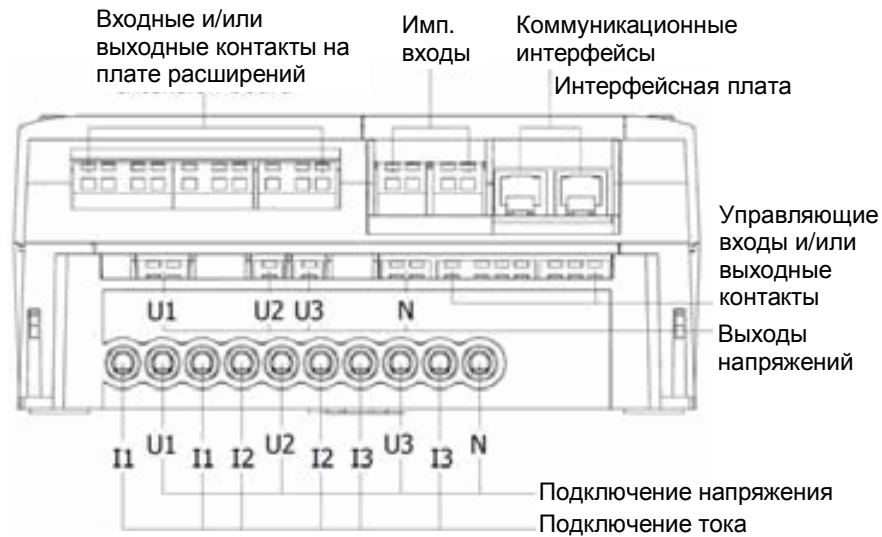 Входные и/или
выходные контакты на
плате расширений
Имп.
входы
Коммуникационные
интерфейсы
Интерфейсная плата
Управляющие
входы и/или
выходные
контакты
U1 U2 U3 N
Выходы
напряжений
I1 U1 I1 I2 U2 I2 I3 U3 I3 N
Подключение напряжения
Подключение тока